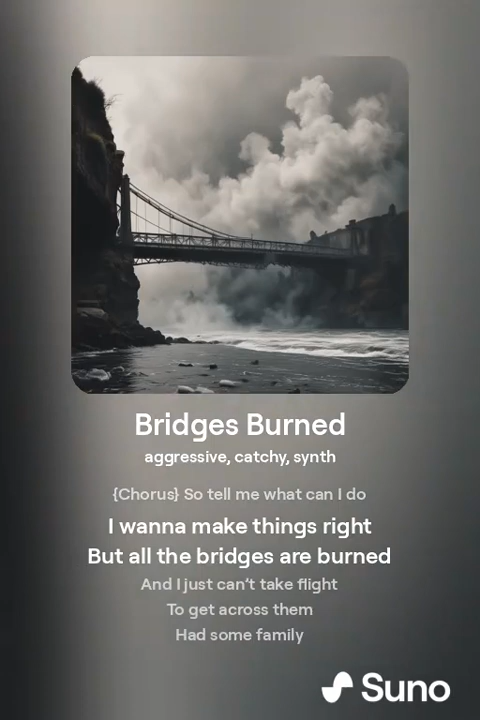 Bridges Burned
aggressive, catchy, synth
{Chorus} So tell me what can I do
I wanna make things right
But all the bridges are burned
And I just can't take flight
To get across them
Had some family
Suno